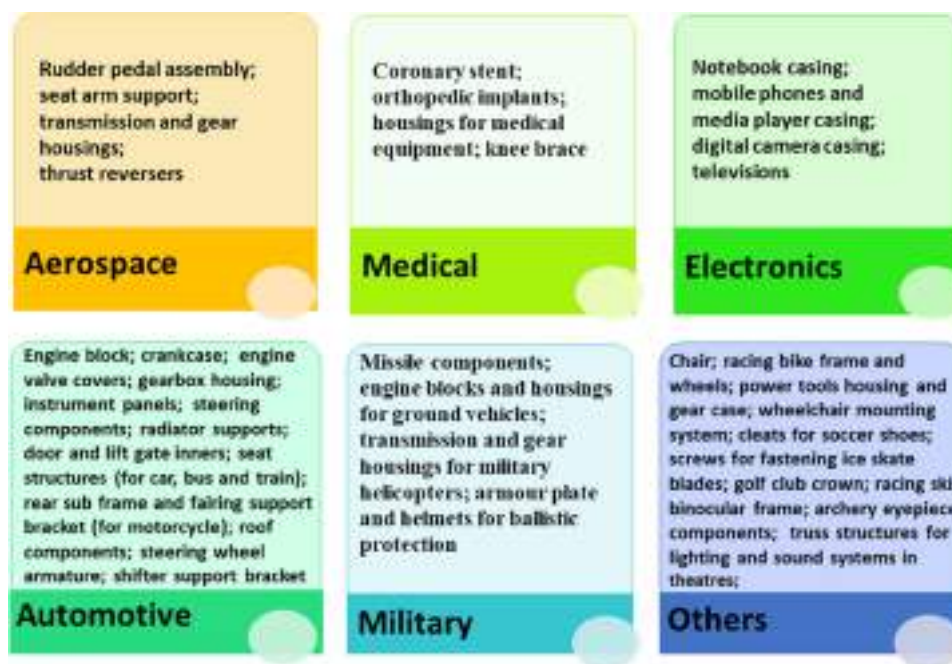 Rudder pedal assembly;
seat arm support;
transmission and gear
housings;
thrust reversers
Aerospace
Coronary stent;
orthopedic implants;
housings for medical
equipment; knee brace
Medical
Notebook casing;
mobile phones and
media player casing;
digital camera casing;
televisions
Electronics
Engine block; crankcase; engine
valve covers; gearbox housing;
instrument panels; steering
components; radiator supports;
door and lift gate inners; seat
structures (for car, bus and train);
rear sub frame and fairing support
bracket (for motorcycle); roof
components; steering wheel
armature; shifter support bracket
Automotive
Missile components;
engine blocks and housings
for ground vehicles;
transmission and gear
housings for military
helicopters; armour plate
and helmets for ballistic
protection
Military
Chair; racing bike frame and
wheels; power tools housing and
gear case; wheelchair mounting
system; cleats for soccer shoes;
screws for fastening ice skate
blades; golf club crown; racing ski
binocular frame; archery eyepiece
components; truss structures for
lighting and sound systems in
theatres;
Others